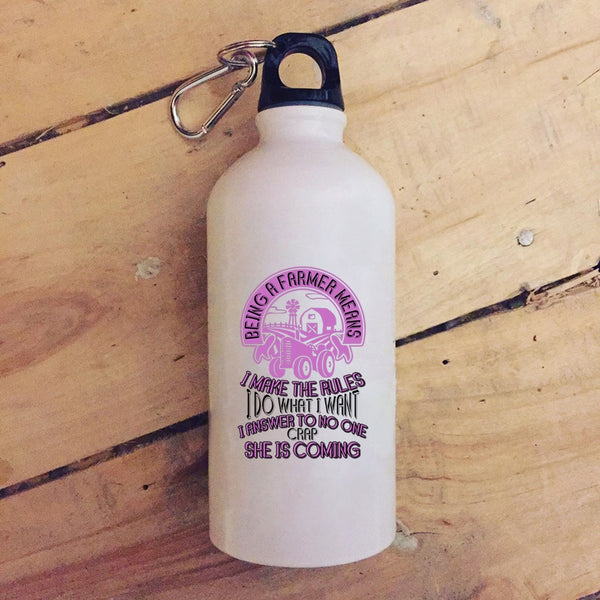 BEING A FARMER MEANS
I MAKE THE RULES
I DO WHAT I WANT
I ANSWER TO NO ONE
CRAP
SHE IS COMING